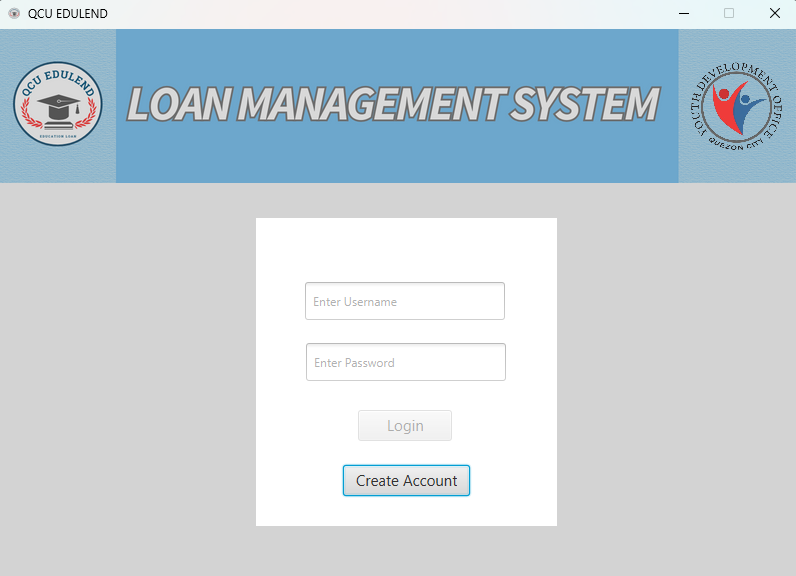 QCU EDULEND
QCU EDULEND
EDUCATION LOAN
LOAN MANAGEMENT SYSTEM
YOUTH DEVELOPMENT OFFICE
QUEZON CITY
Enter Username
Enter Password
Login
Create Account